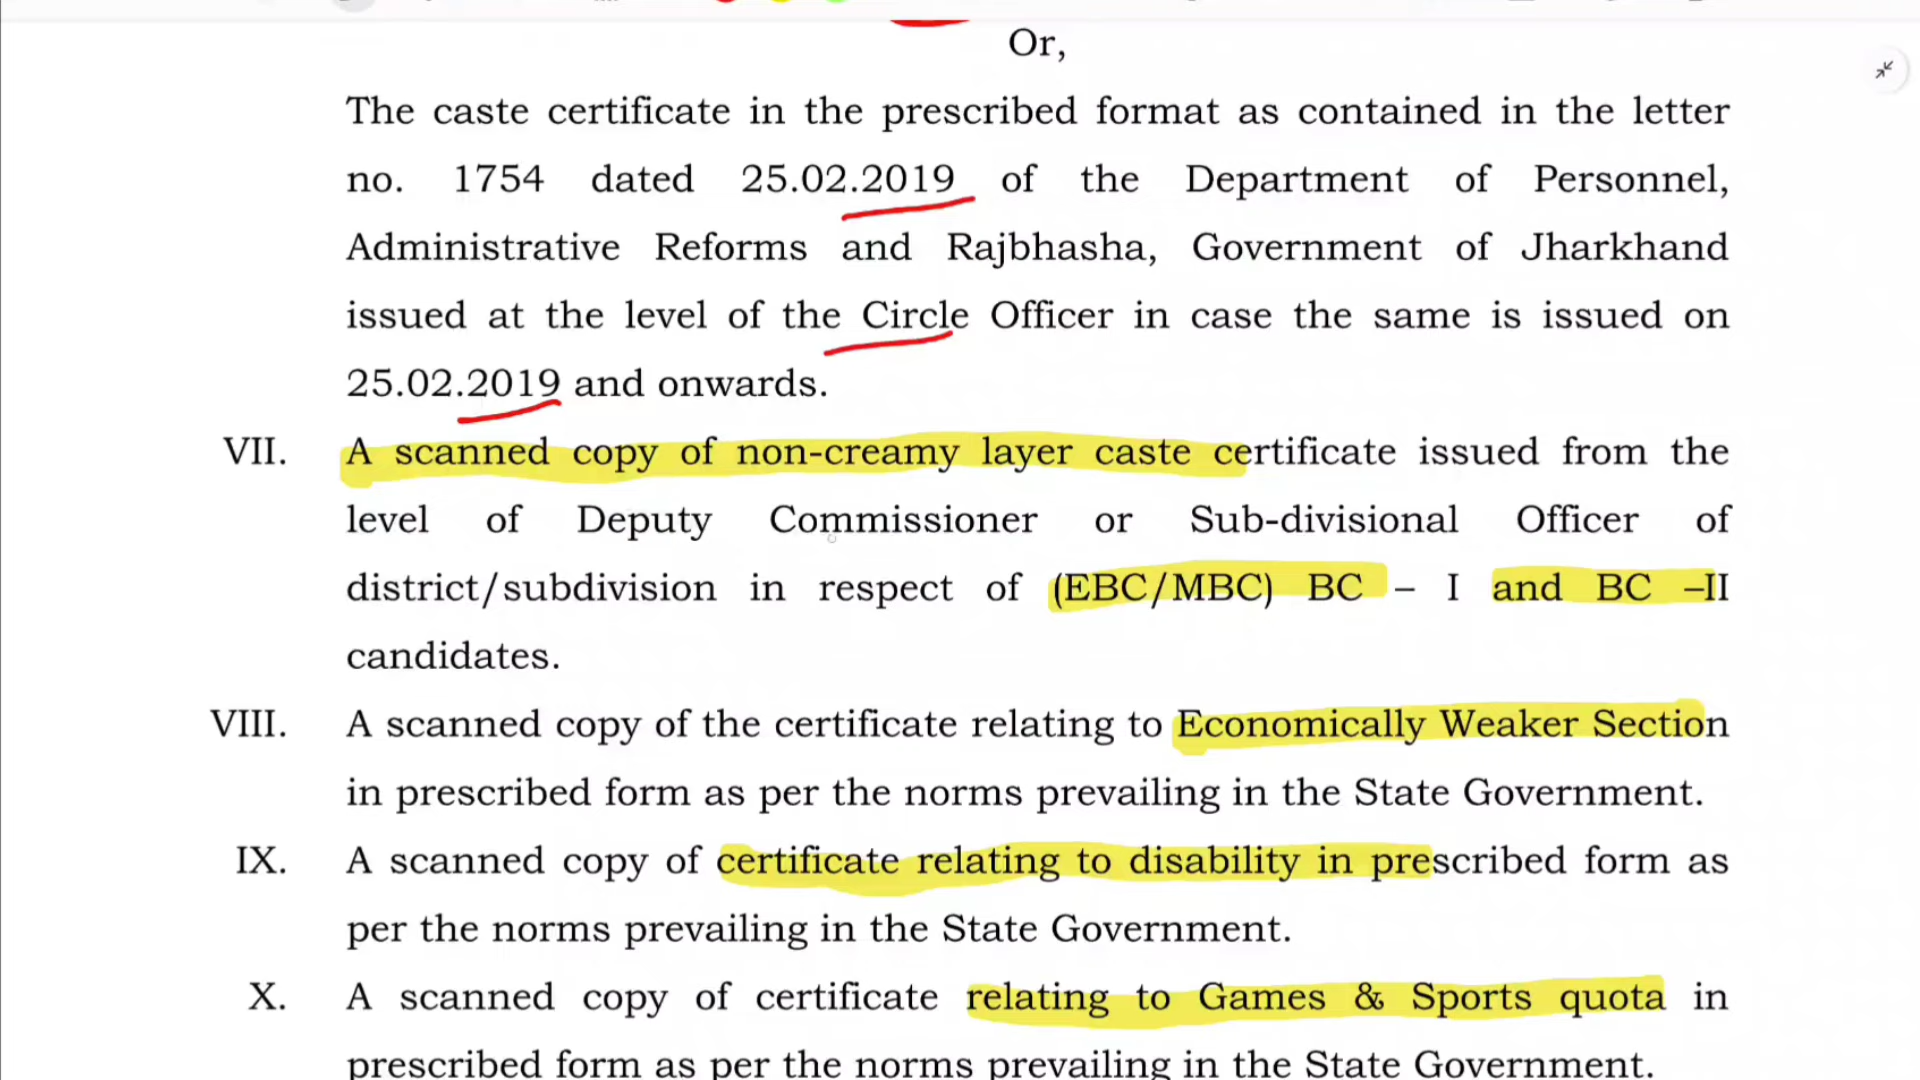 Or,
The caste certificate in the prescribed format as contained in the letter
no. 1754 dated 25.02.2019 of the Department of Personnel,
Administrative Reforms and Rajbhasha, Government of Jharkhand
issued at the level of the Circle Officer in case the same is issued on
25.02.2019 and onwards.
VII. A scanned copy of non-creamy layer caste certificate issued from the
level of Deputy Commissioner or Sub-divisional Officer of
district/subdivision in respect of (EBC/MBC) BC – I and BC –II
candidates.
VIII. A scanned copy of the certificate relating to Economically Weaker Section
in prescribed form as per the norms prevailing in the State Government.
IX. A scanned copy of certificate relating to disability in prescribed form as
per the norms prevailing in the State Government.
X. A scanned copy of certificate relating to Games & Sports quota in
prescribed form as per the norms prevailing in the State Government.